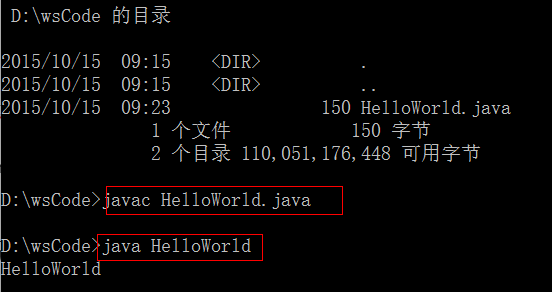 D:\wsCode 的目录
2015/10/15  09:15    <DIR>          .
2015/10/15  09:15    <DIR>          ..
2015/10/15  09:23               150 HelloWorld.java
1 个文件            150 字节
2 个目录 110,051,176,448 可用字节
D:\wsCode>javac HelloWorld.java
D:\wsCode>java HelloWorld
HelloWorld